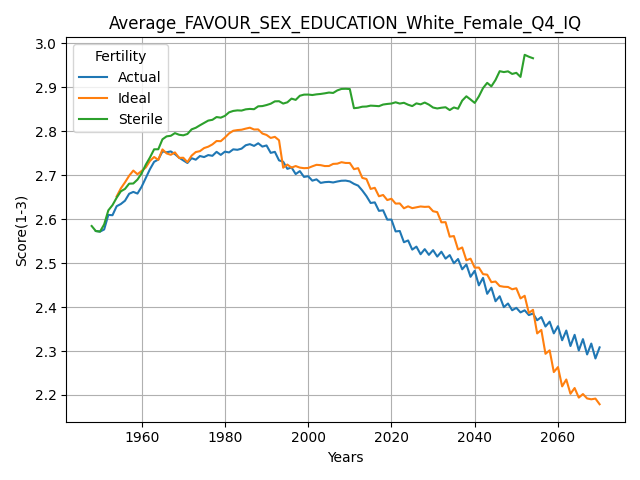 Average_FAVOUR_SEX_EDUCATION_White_Female_Q4_IQ
Fertility
Actual
Ideal
Sterile
Score(1-3)
3.0
2.9
2.8
2.7
2.6
2.5
2.4
2.3
2.2
1960 1980 2000 2020 2040 2060
Years